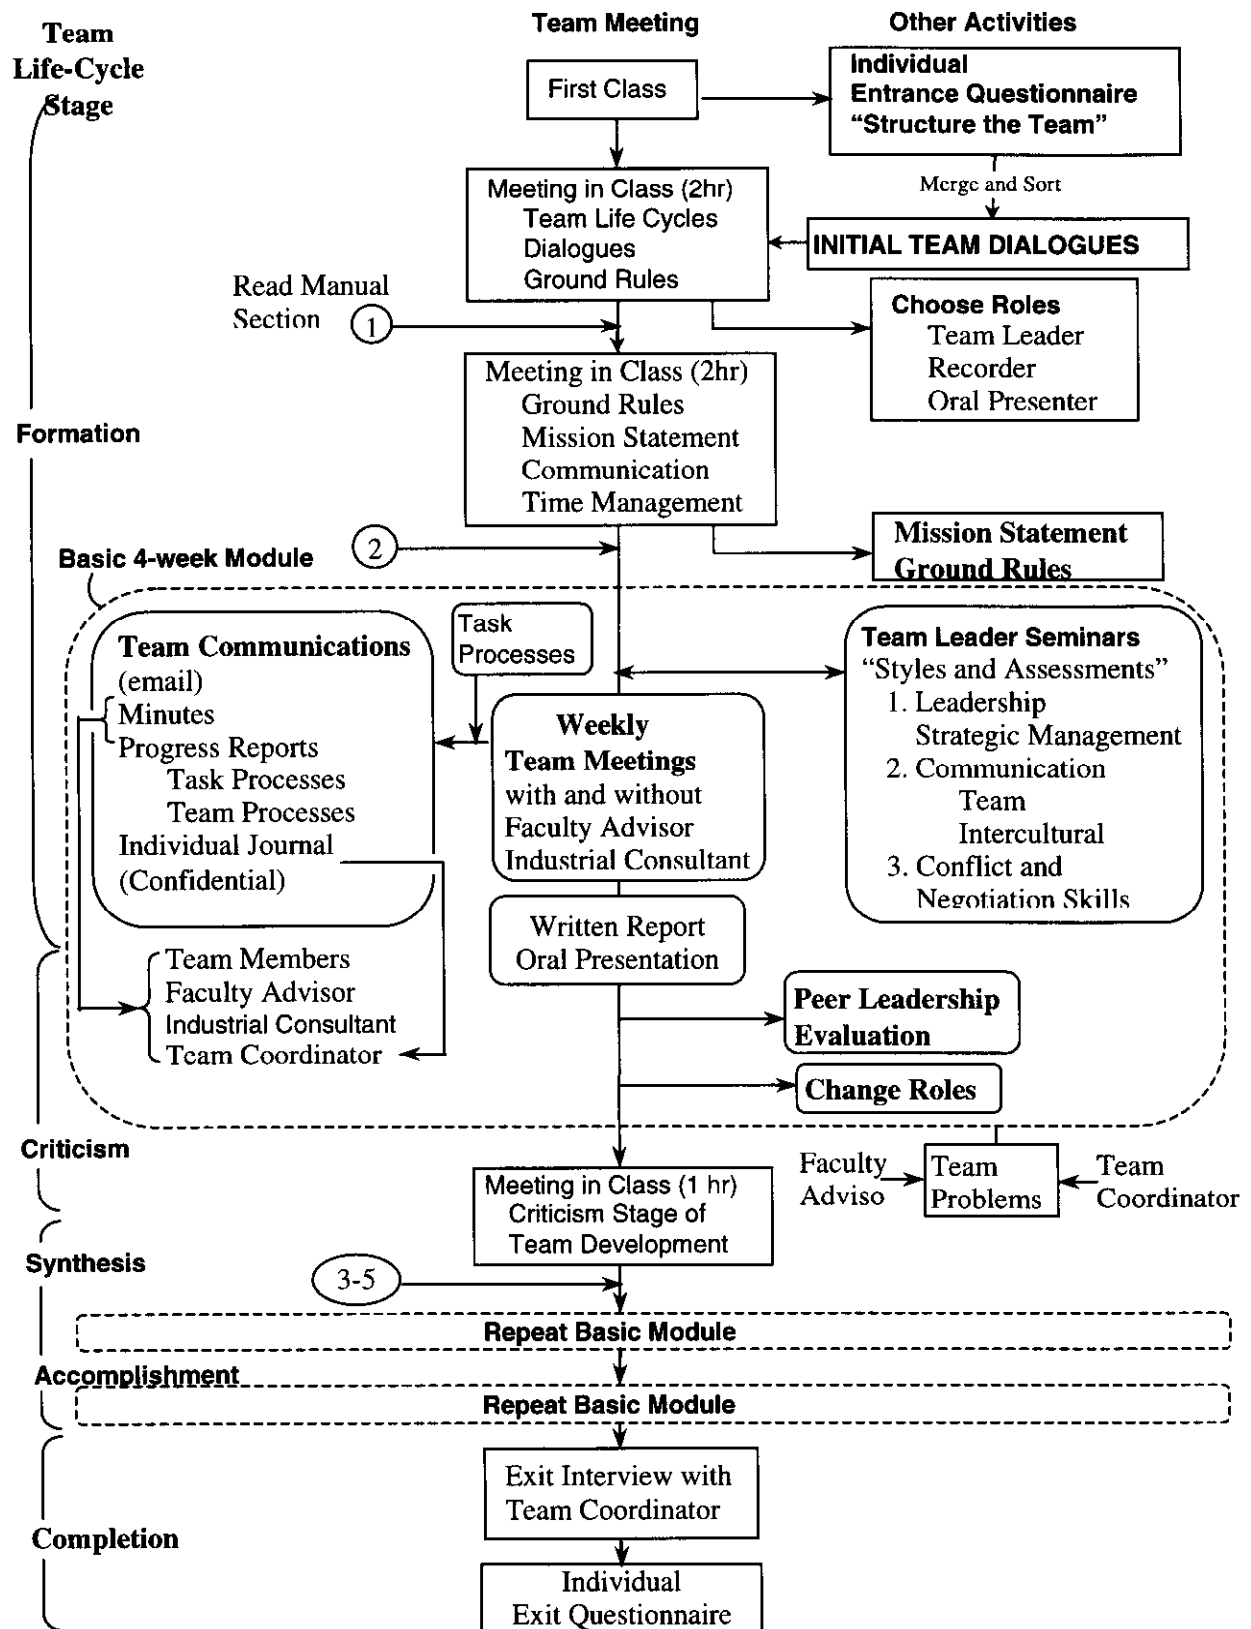 Team
Life-Cycle
Stage
Team Meeting
Other Activities
First Class
Individual
Entrance Questionnaire
“Structure the Team”
Merge and Sort
INITIAL TEAM DIALOGUES
Meeting in Class (2hr)
Team Life Cycles
Dialogues
Ground Rules
Read Manual
Section
1
Choose Roles
Team Leader
Recorder
Oral Presenter
Meeting in Class (2hr)
Ground Rules
Mission Statement
Communication
Time Management
Formation
2
Mission Statement
Ground Rules
Basic 4-week Module
Team Communications
(email)
Minutes
Progress Reports
Task Processes
Team Processes
Individual Journal
(Confidential)
Task
Processes
Weekly
Team Meetings
with and without
Faculty Advisor
Industrial Consultant
Team Leader Seminars
“Styles and Assessments”
1. Leadership
Strategic Management
2. Communication
Team
Intercultural
3. Conflict and
Negotiation Skills
Written Report
Oral Presentation
Team Members
Faculty Advisor
Industrial Consultant
Team Coordinator
Peer Leadership
Evaluation
Change Roles
Criticism
Meeting in Class (1 hr)
Criticism Stage of
Team Development
Faculty
Adviso
Team
Problems
Team
Coordinator
Synthesis
3-5
Repeat Basic Module
Accomplishment
Repeat Basic Module
Exit Interview with
Team Coordinator
Completion
Individual
Exit Questionnaire